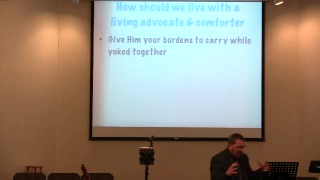 How should we live with a
living advocate & comforter
• Give Him your burdens to carry while
yoked together